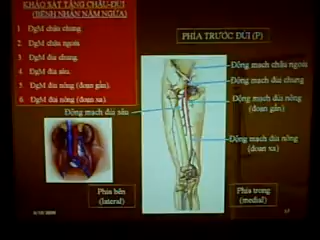 KHẢO SÁT TẦNG CHẬU-ĐÙI
(BỆNH NHÂN NẰM NGỬA)
1 ĐgM chậu chung.
2 ĐgM chậu ngoài
3 ĐgM đùi chung.
4 ĐgM đùi sâu.
5 ĐgM đùi nông (đoạn gần).
6 ĐgM đùi nông (đoạn xa).
PHÍA TRƯỚC ĐÙI (P)
Động mạch chậu ngoài
Động mạch đùi chung
Động mạch đùi nông
(đoạn gần)
Động mạch đùi sâu
Động mạch đùi nông
(đoạn xa)
Phía bên
(lateral)
Phía trong
(medial)